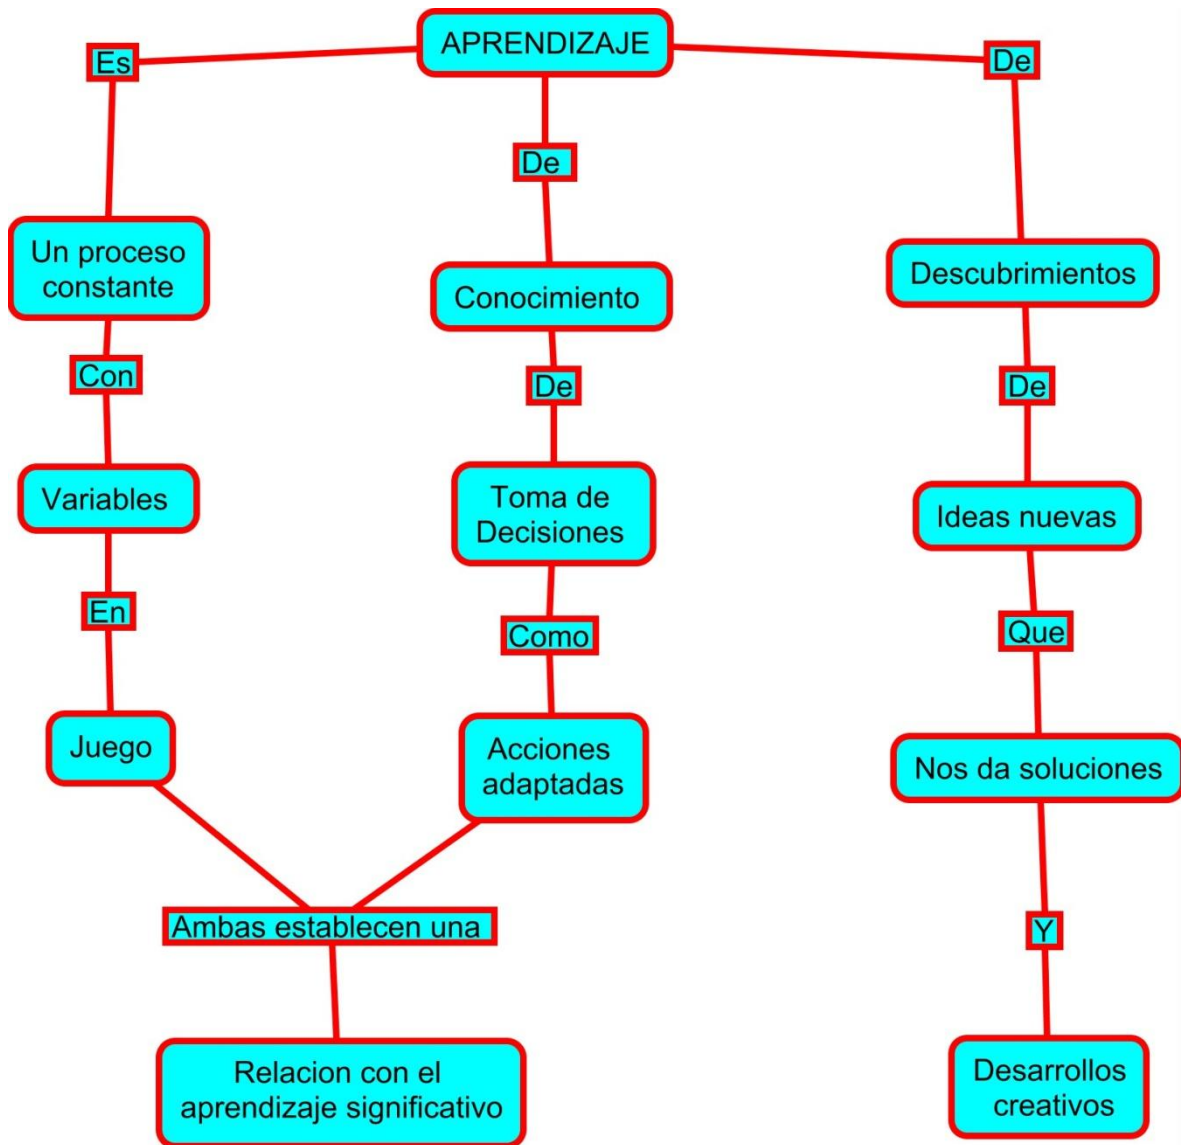 APRENDIZAJE
Es
De
De
Un proceso
constante
Conocimiento
Descubrimientos
Con
De
De
Variables
Toma de
Decisiones
Ideas nuevas
En
Como
Que
Juego
Acciones
adaptadas
Nos da soluciones
Ambas establecen una
Y
Relacion con el
aprendizaje significativo
Desarrollos
creativos